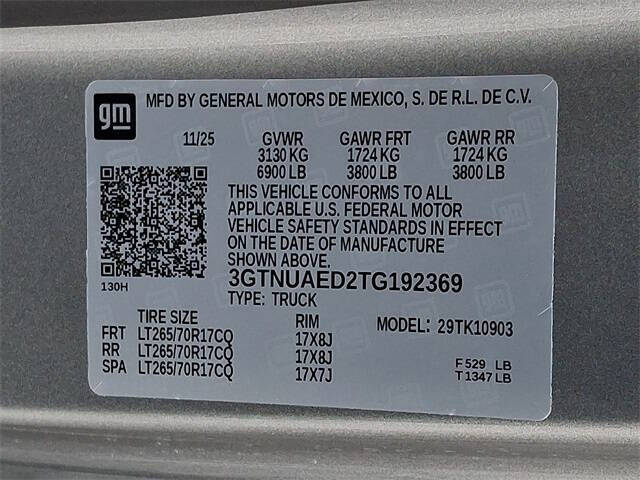 gm
MFD BY GENERAL MOTORS DE MEXICO, S. DE R.L. DE C.V.
11/25 GVWR GAWR FRT GAWR RR
3130 KG 1724 KG 1724 KG
6900 LB 3800 LB 3800 LB
THIS VEHICLE CONFORMS TO ALL
APPLICABLE U.S. FEDERAL MOTOR
VEHICLE SAFETY STANDARDS IN EFFECT
ON THE DATE OF MANUFACTURE
SHOWN ABOVE.
130H
3GTNUAED2TG192369
TYPE: TRUCK
TIRE SIZE RIM MODEL: 29TK10903
FRT LT265/70R17CQ 17X8J
RR LT265/70R17CQ 17X8J
SPA LT265/70R17CQ 17X7J
F 529 LB
T 1347 LB